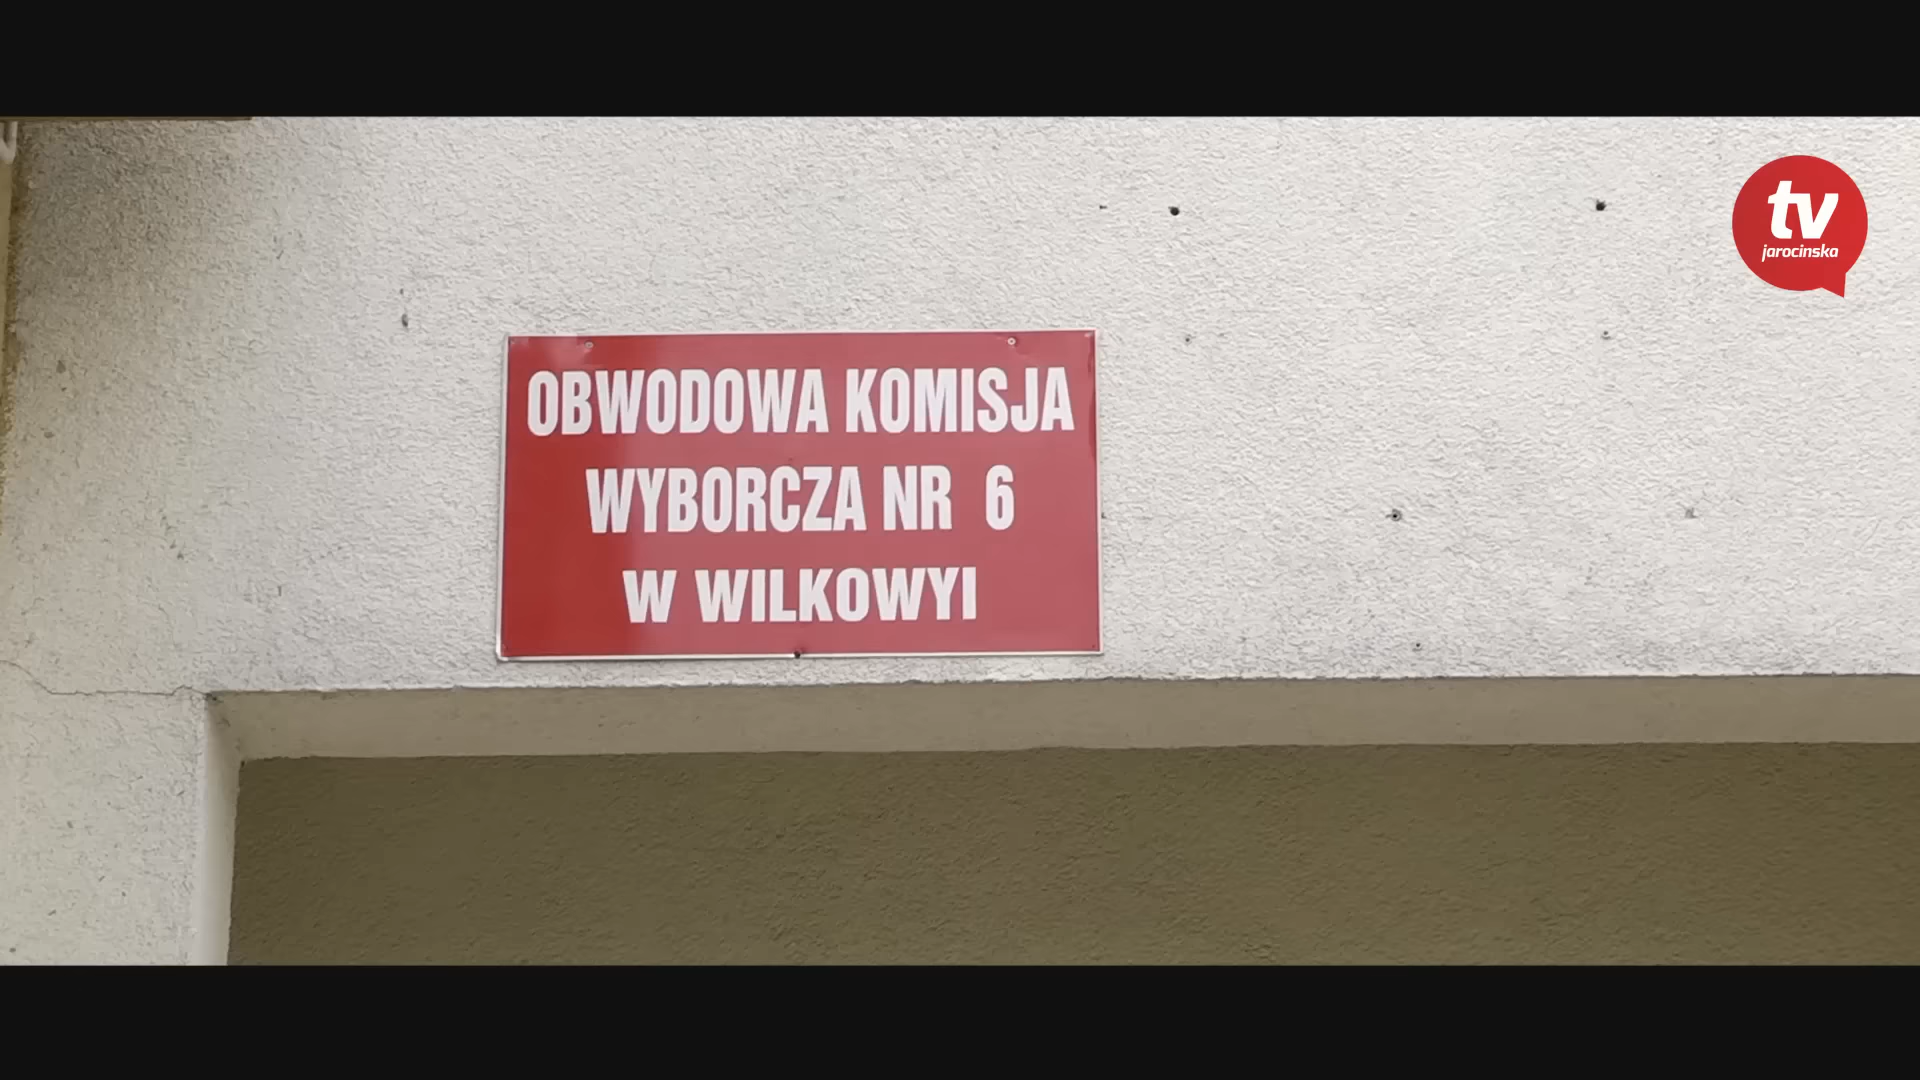 tv
jarocinska
OBWODOWA KOMISJA
WYBORCZA NR 6
W WILKOWYI